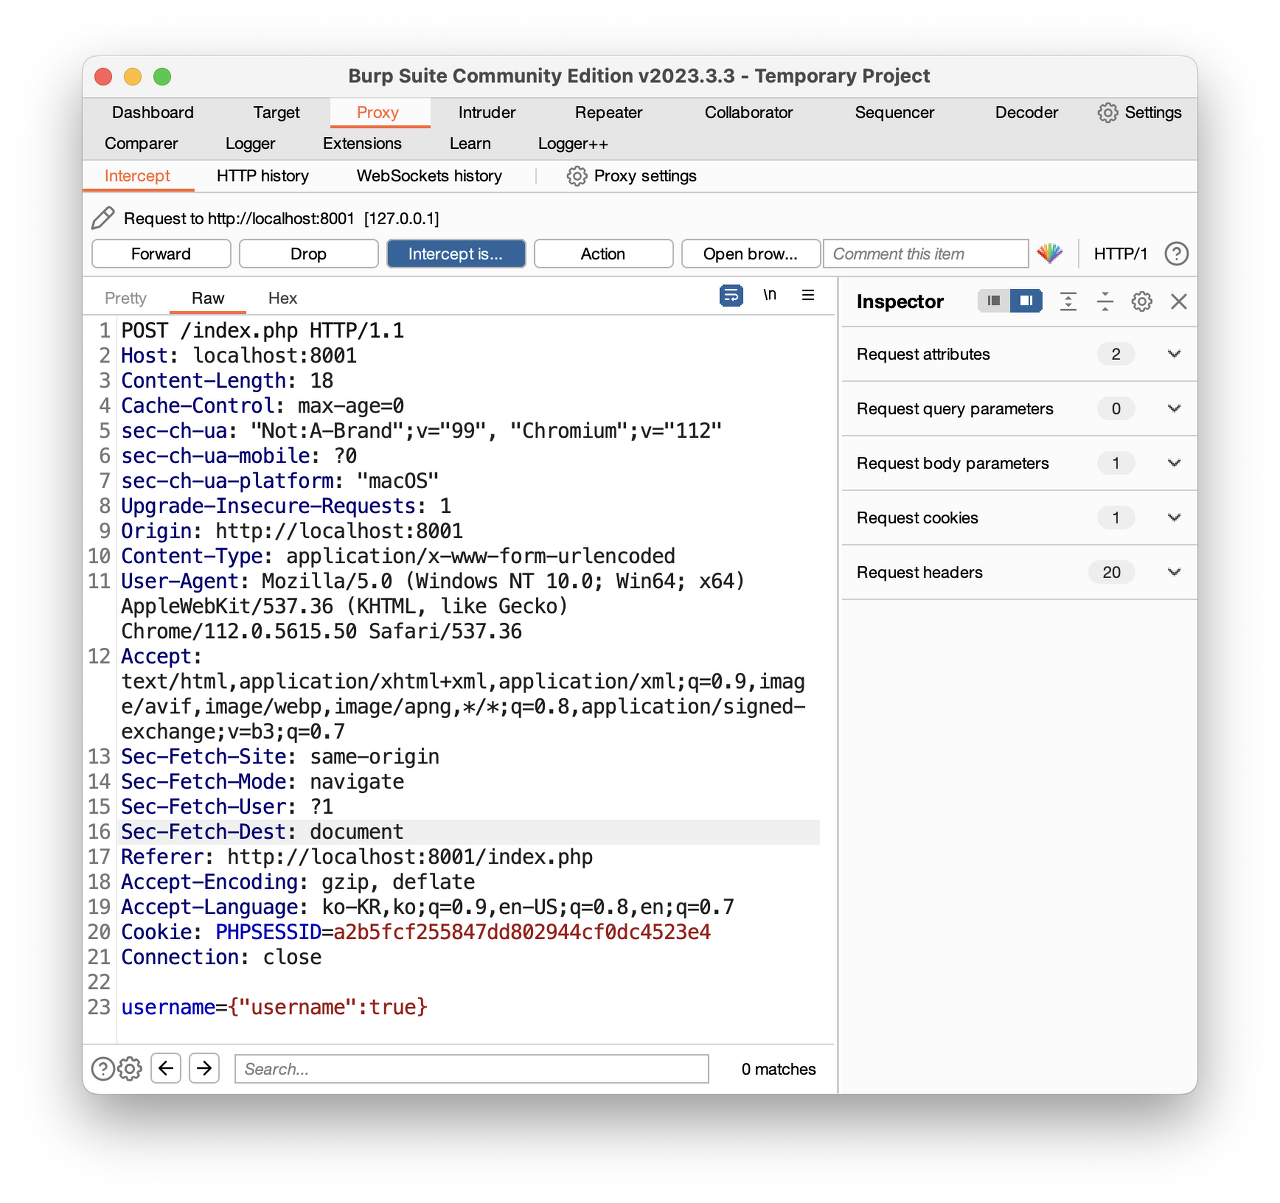 Burp Suite Community Edition v2023.3.3 - Temporary Project
Dashboard Target Proxy Intruder Repeater Collaborator Sequencer Decoder Settings
Comparer Logger Extensions Learn Logger++
Intercept HTTP history WebSockets history Proxy settings
Request to http://localhost:8001 [127.0.0.1]
Forward Drop Intercept is... Action Open brow... Comment this item HTTP/1 ?
Pretty Raw Hex \n
1 POST /index.php HTTP/1.1
2 Host: localhost:8001
3 Content-Length: 18
4 Cache-Control: max-age=0
5 sec-ch-ua: "Not:A-Brand";v="99", "Chromium";v="112"
6 sec-ch-ua-mobile: ?0
7 sec-ch-ua-platform: "macOS"
8 Upgrade-Insecure-Requests: 1
9 Origin: http://localhost:8001
10 Content-Type: application/x-www-form-urlencoded
11 User-Agent: Mozilla/5.0 (Windows NT 10.0; Win64; x64)
AppleWebKit/537.36 (KHTML, like Gecko)
Chrome/112.0.5615.50 Safari/537.36
12 Accept:
text/html,application/xhtml+xml,application/xml;q=0.9,imag
e/avif,image/webp,image/apng,*/*;q=0.8,application/signed-
exchange;v=b3;q=0.7
13 Sec-Fetch-Site: same-origin
14 Sec-Fetch-Mode: navigate
15 Sec-Fetch-User: ?1
16 Sec-Fetch-Dest: document
17 Referer: http://localhost:8001/index.php
18 Accept-Encoding: gzip, deflate
19 Accept-Language: ko-KR,ko;q=0.9,en-US;q=0.8,en;q=0.7
20 Cookie: PHPSESSID=a2b5fcf255847dd802944cf0dc4523e4
21 Connection: close
22
23 username={"username":true}
? Search... 0 matches
Inspector
Request attributes 2
Request query parameters 0
Request body parameters 1
Request cookies 1
Request headers 20